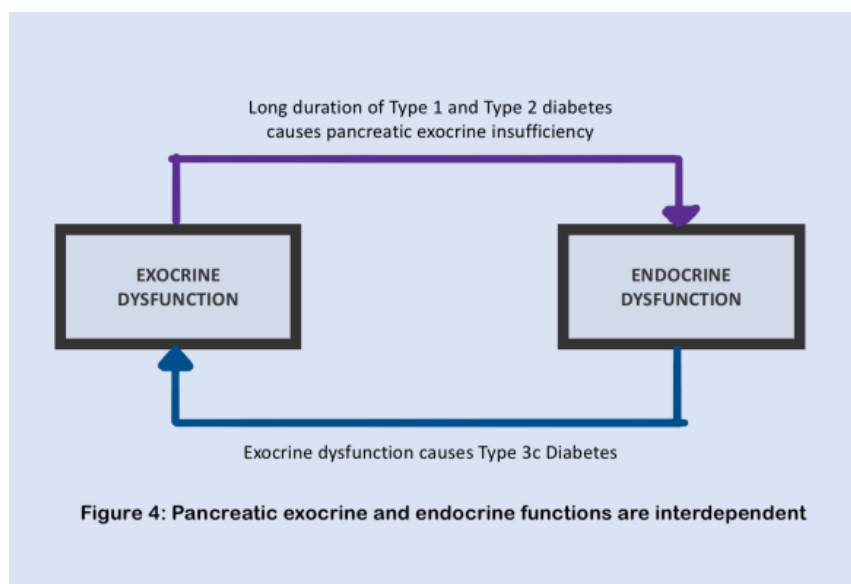 Long duration of Type 1 and Type 2 diabetes
causes pancreatic exocrine insufficiency
EXOCRINE
DYSFUNCTION
ENDOCRINE
DYSFUNCTION
Exocrine dysfunction causes Type 3c Diabetes
Figure 4: Pancreatic exocrine and endocrine functions are interdependent